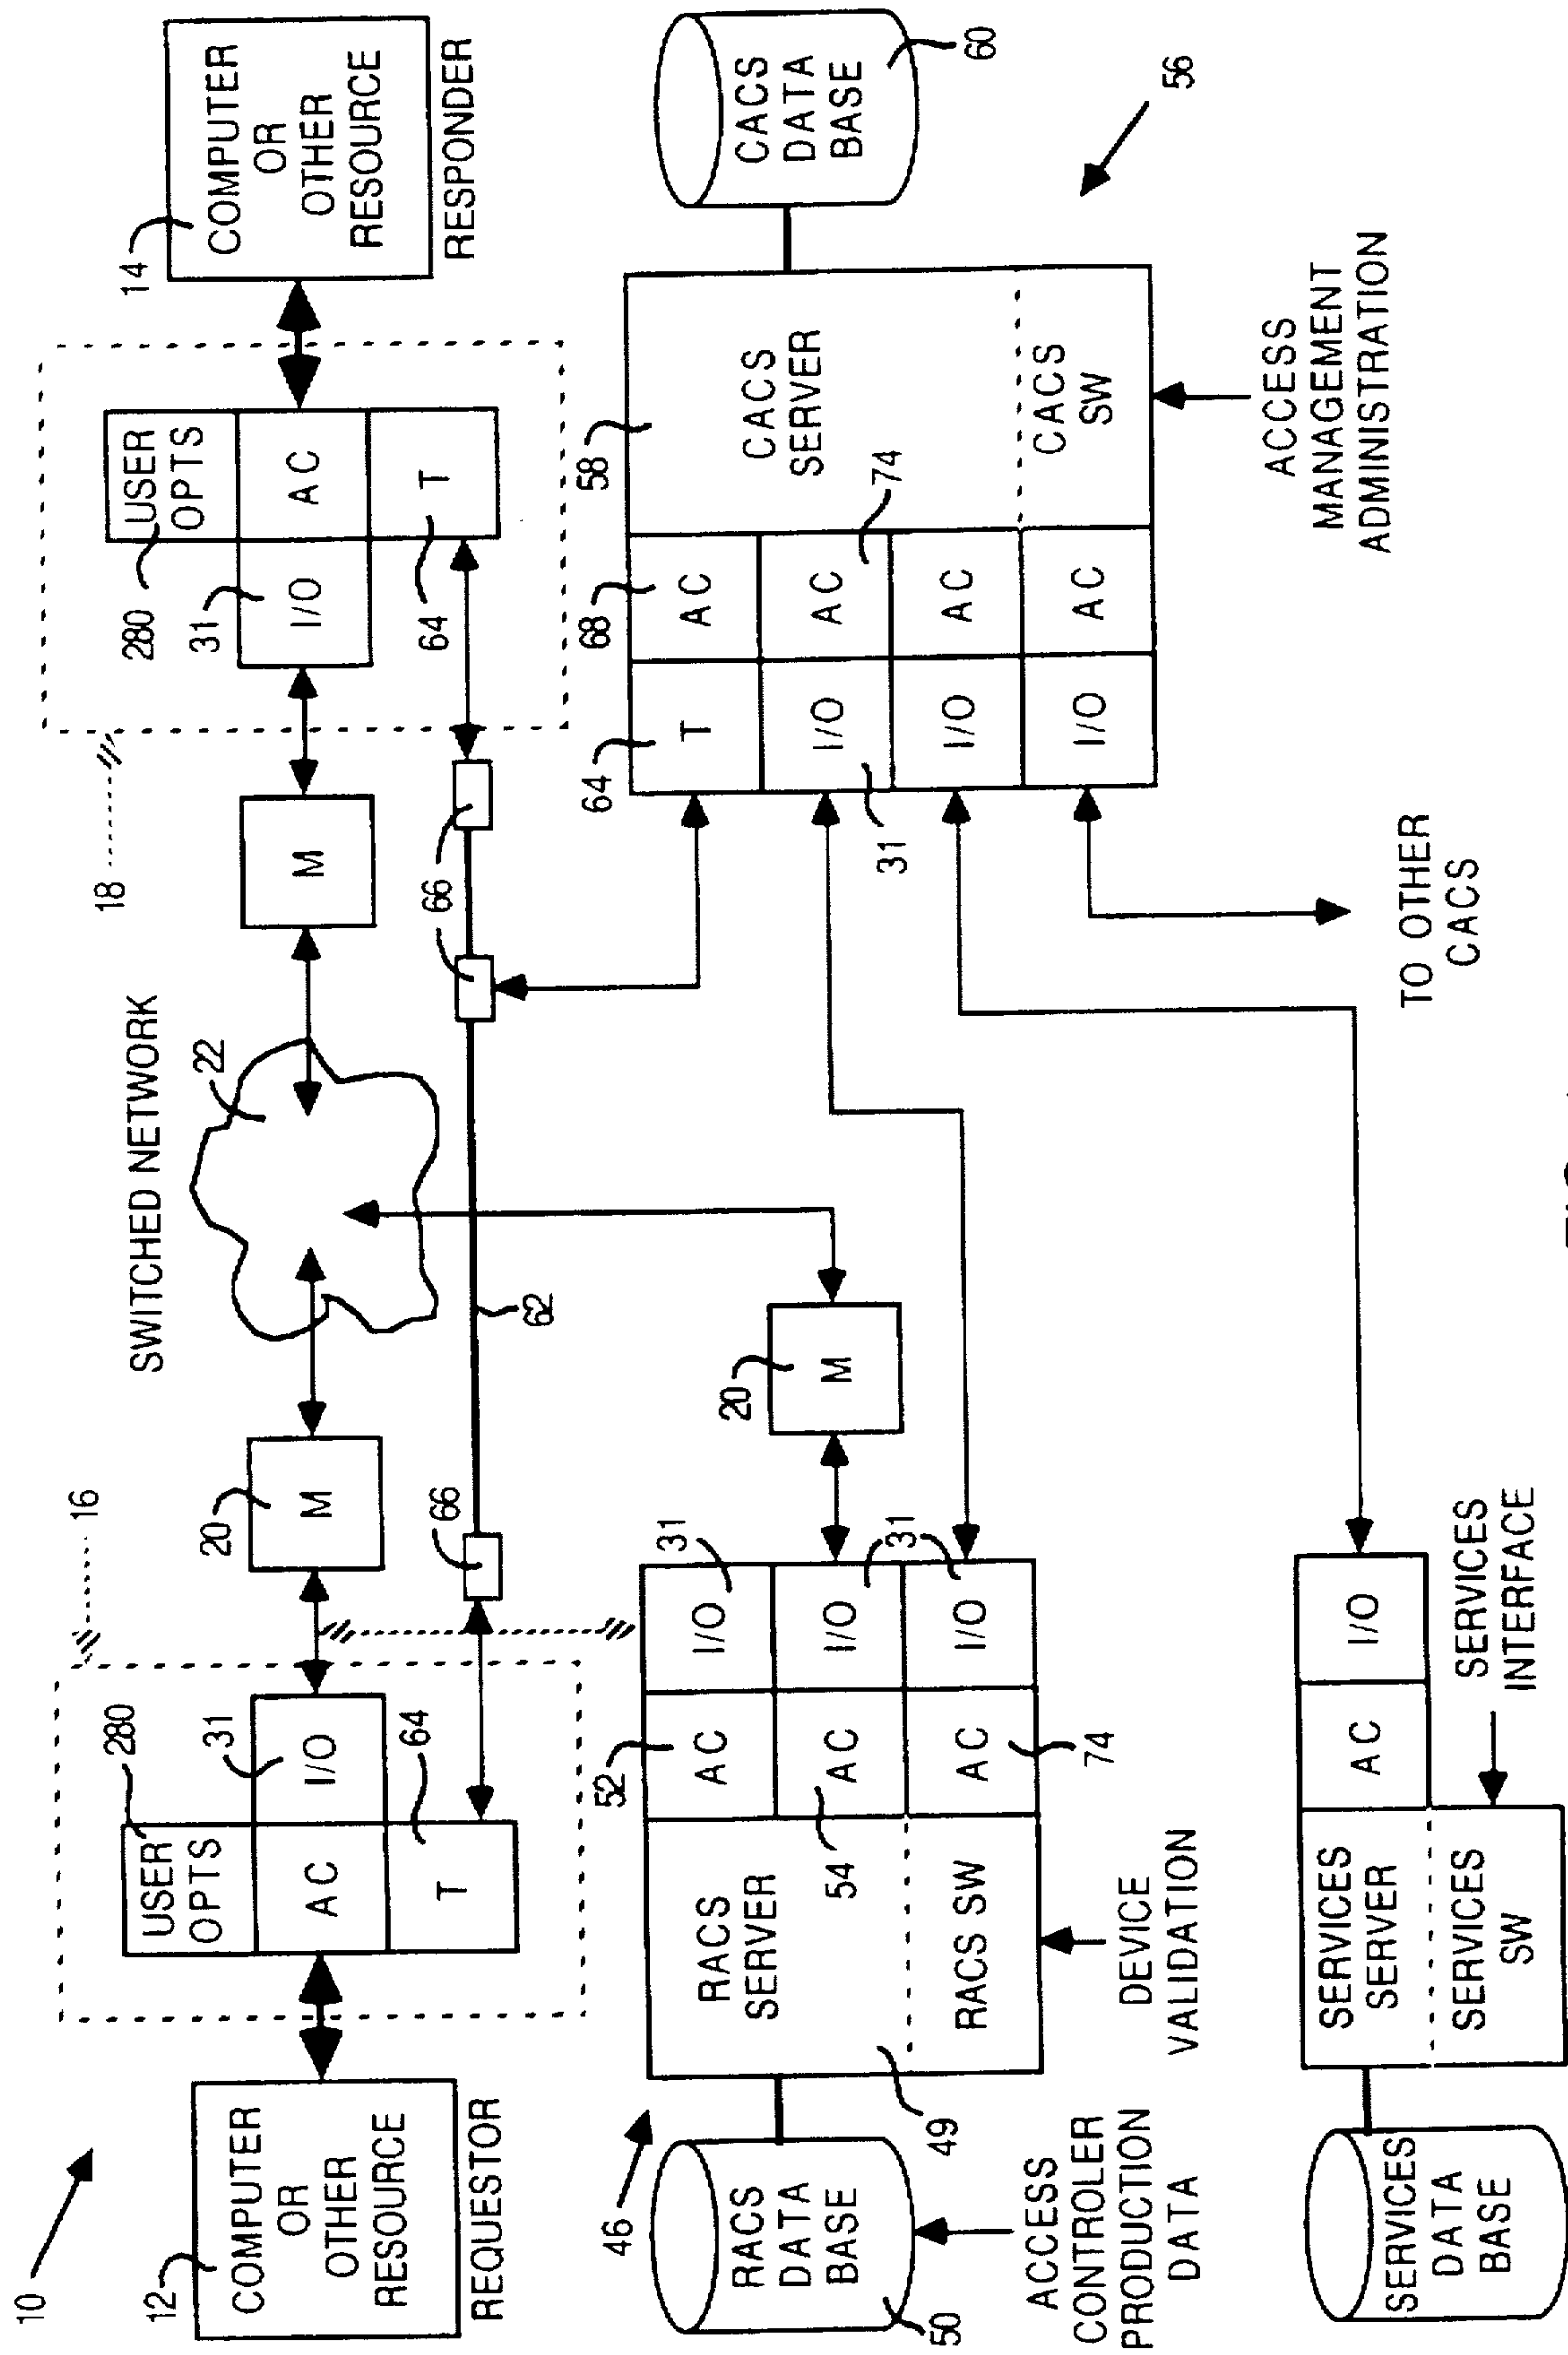 10
12
COMPUTER
OR
OTHER
RESOURCE
REQUESTOR
16
280
USER
OPTS
31
I/O
AC
64
T
20
M
66
SWITCHED NETWORK
22
62
66
M
18
280
USER
OPTS
31
I/O
AC
64
T
14
COMPUTER
OR
OTHER
RESOURCE
RESPONDER
46
RACS
DATA
BASE
50
ACCESS
CONTROLER
PRODUCTION
DATA
49
RACS
SERVER
RACS SW
DEVICE
VALIDATION
52
AC
I/O
31
54
AC
I/O
31
AC
I/O
74
20
M
64
T
68
AC
I/O
AC
74
31
I/O
AC
I/O
AC
58
CACS
SERVER
CACS
SW
CACS
DATA
BASE
60
56
ACCESS
MANAGEMENT
ADMINISTRATION
TO OTHER
CACS
SERVICES
DATA
BASE
SERVICES
SERVER
SERVICES
SW
AC
I/O
SERVICES
INTERFACE